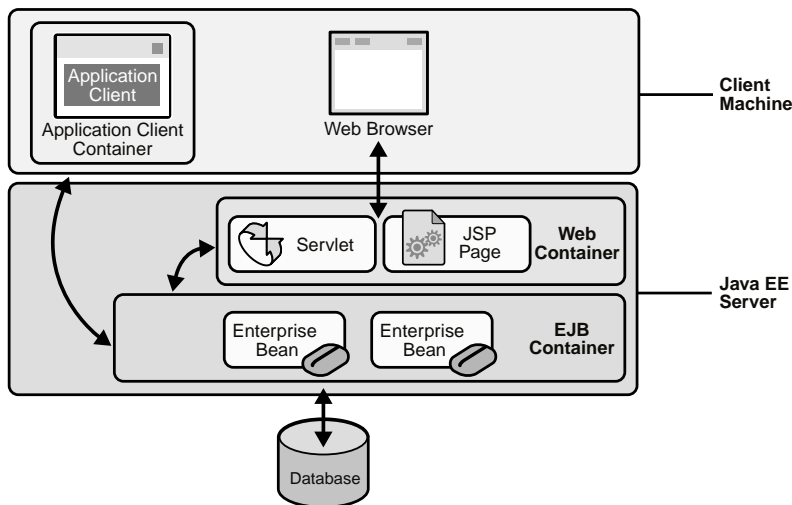 Application
Client
Application Client
Container
Web Browser
Client
Machine
Servlet
JSP
Page
Web
Container
Java EE
Server
Enterprise
Bean
Enterprise
Bean
EJB
Container
Database